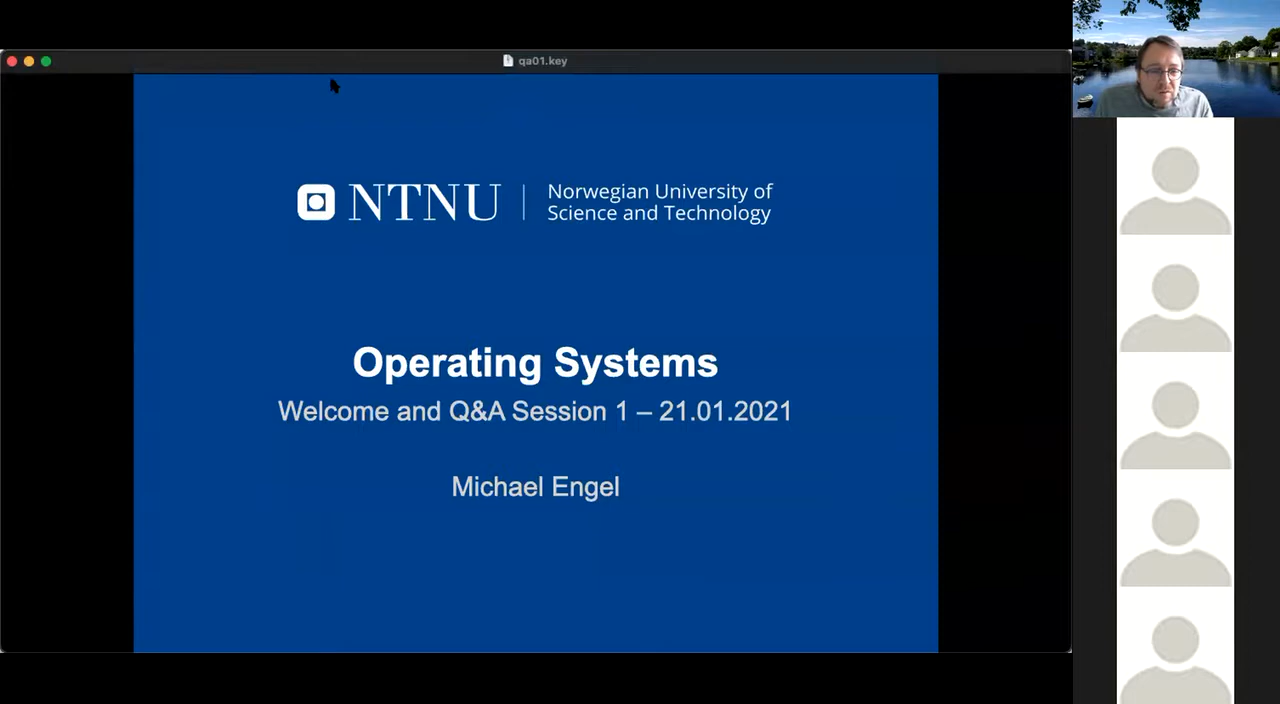 qa01.key
NTNU
Norwegian University of
Science and Technology
Operating Systems
Welcome and Q&A Session 1 – 21.01.2021
Michael Engel